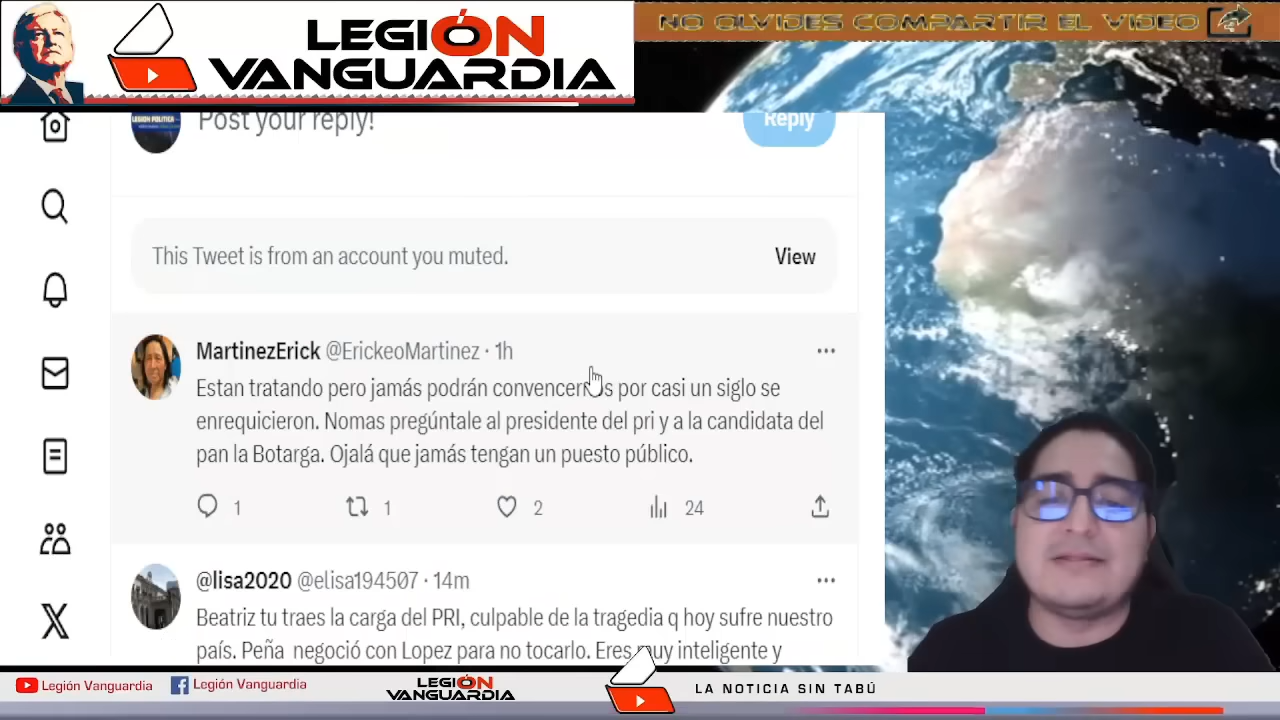 LEGIÓN
VANGUARDIA
NO OLVIDES COMPARTIR EL VIDEO
Post your reply!
Reply
This Tweet is from an account you muted.
View
MartinezErick @ErickeoMartinez · 1h
Estan tratando pero jamás podrán convencernos por casi un siglo se
enrequicieron. Nomas pregúntale al presidente del pri y a la candidata del
pan la Botarga. Ojalá que jamás tengan un puesto público.
1 1 2 24
@lisa2020 @elisa194507 · 14m
Beatriz tu traes la carga del PRI, culpable de la tragedia q hoy sufre nuestro
país. Peña negoció con Lopez para no tocarlo. Eres muy inteligente y
Legión Vanguardia
Legión Vanguardia
LEGIÓN
VANGUARDIA
LA NOTICIA SIN TABÚ